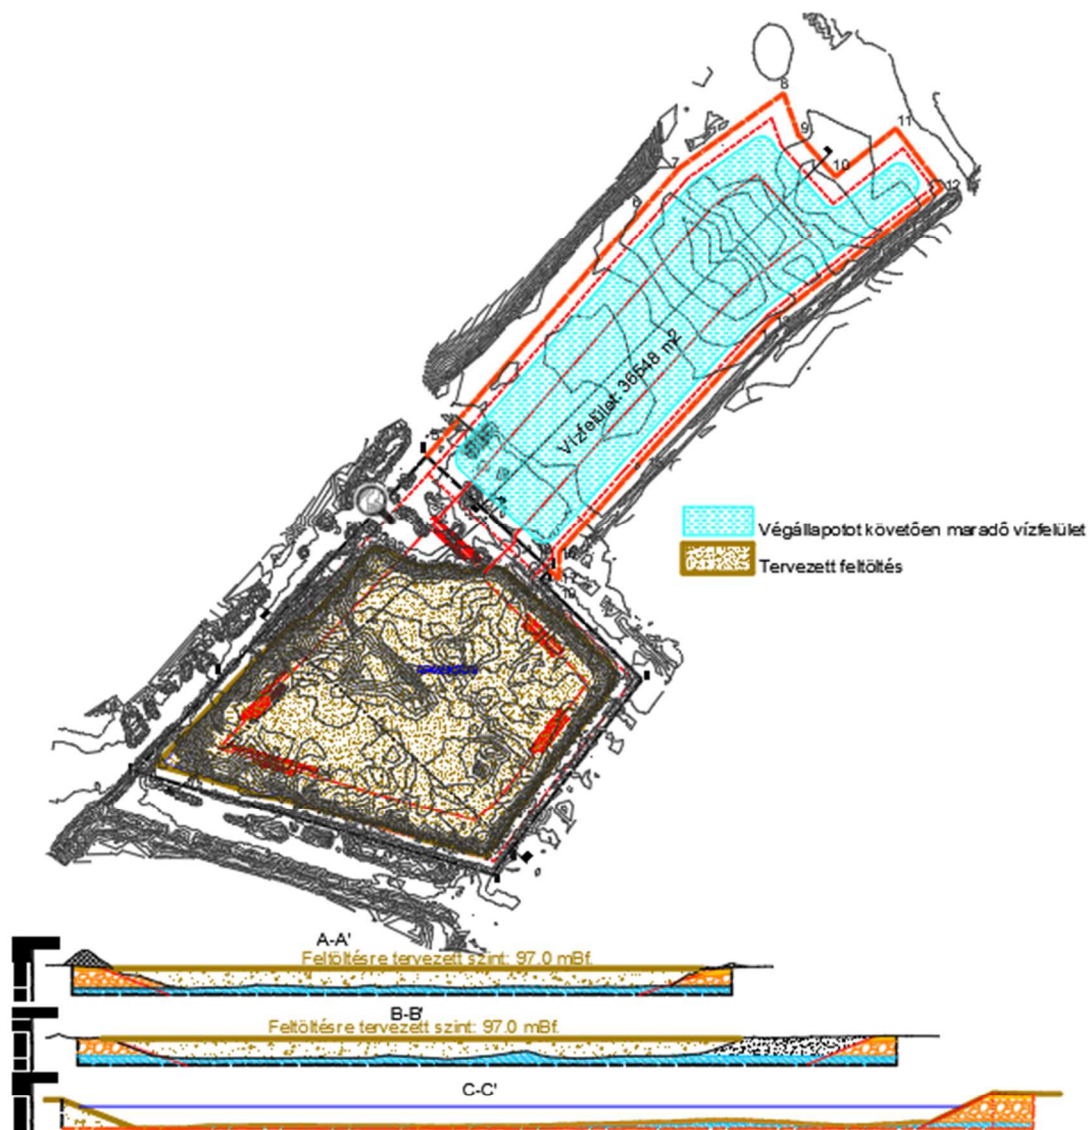 8
11
9
10
7
12
6
Vízfelület: 36548 m2
Végállapotot követően maradó vízfelület
Tervezett feltöltés
A-A'
Feltöltésre tervezett szint: 97.0 mBf.
B-B'
Feltöltésre tervezett szint: 97.0 mBf.
C-C'